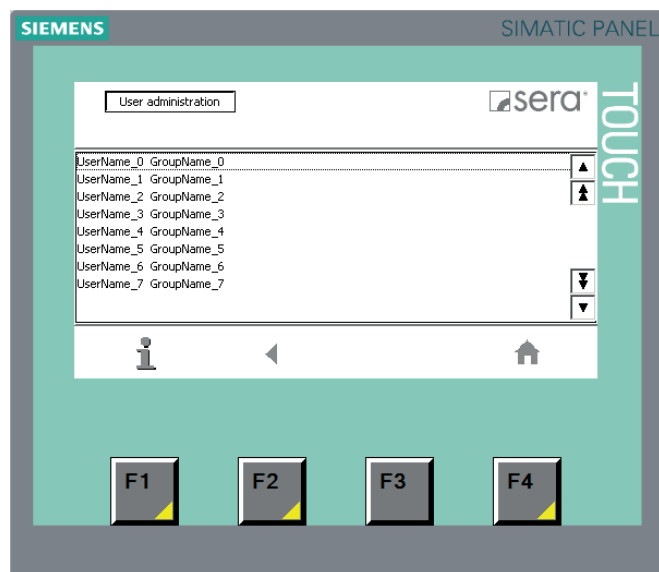 SIEMENS
SIMATIC PANEL
TOUCH
User administration
sera
UserName_0 GroupName_0
UserName_1 GroupName_1
UserName_2 GroupName_2
UserName_3 GroupName_3
UserName_4 GroupName_4
UserName_5 GroupName_5
UserName_6 GroupName_6
UserName_7 GroupName_7
F1
F2
F3
F4